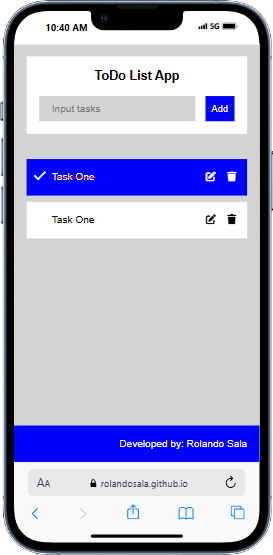 10:40 AM
5G
ToDo List App
Input tasks
Add
Task One
Task One
Developed by: Rolando Sala
AA
rolandosala.github.io